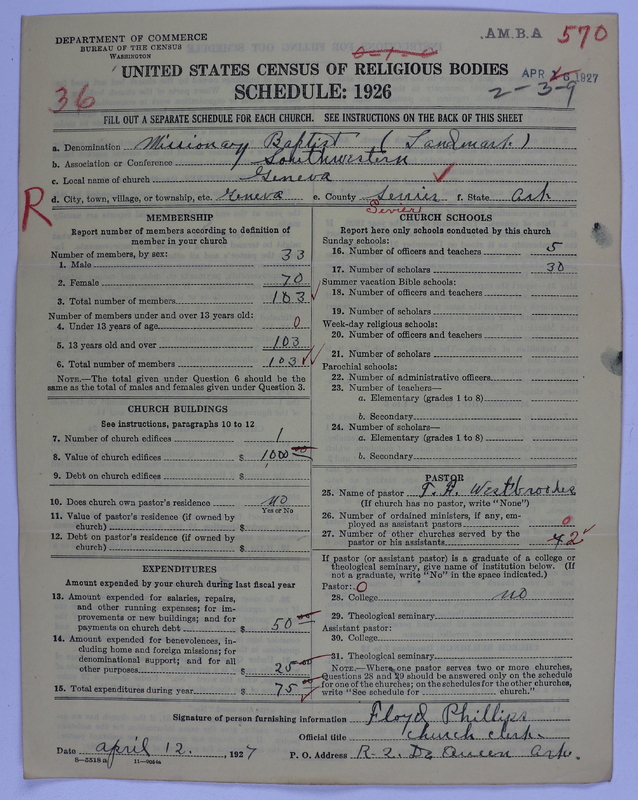 DEPARTMENT OF COMMERCE
BUREAU OF THE CENSUS
WASHINGTON
A.M.B.A 570
0-1-0
APR 26 1927
UNITED STATES CENSUS OF RELIGIOUS BODIES
SCHEDULE: 1926
36
2-3-9
FILL OUT A SEPARATE SCHEDULE FOR EACH CHURCH. SEE INSTRUCTIONS ON THE BACK OF THIS SHEET
a. Denomination Missionary Baptist (Landmark)
b. Association or Conference Southwestern
c. Local name of church Geneva ✓
R
d. City, town, village, or township, etc. Geneva e. County Serrier f. State Ark
Sevier
MEMBERSHIP
Report number of members according to definition of
member in your church
Number of members, by sex:
1. Male 33
2. Female 70
3. Total number of members 103 ✓
Number of members under and over 13 years old:
4. Under 13 years of age 0
5. 13 years old and over 103
6. Total number of members 103 ✓
NOTE.—The total given under Question 6 should be the
same as the total of males and females given under Question 3.
CHURCH BUILDINGS
See instructions, paragraphs 10 to 12
7. Number of church edifices 1
8. Value of church edifices $ 1000 00
9. Debt on church edifices $
10. Does church own pastor's residence no
Yes or No
11. Value of pastor's residence (if owned by
church) $
12. Debt on pastor's residence (if owned by
church) $
EXPENDITURES
Amount expended by your church during last fiscal year
13. Amount expended for salaries, repairs,
and other running expenses; for im-
provements or new buildings; and for
payments on church debt $ 50 00
14. Amount expended for benevolences, in-
cluding home and foreign missions; for
denominational support; and for all
other purposes $ 25 00
15. Total expenditures during year $ 75 00 ✓
CHURCH SCHOOLS
Report here only schools conducted by this church
Sunday schools:
16. Number of officers and teachers 5
17. Number of scholars 30
Summer vacation Bible schools:
18. Number of officers and teachers
19. Number of scholars
Week-day religious schools:
20. Number of officers and teachers
21. Number of scholars
Parochial schools:
22. Number of administrative officers
23. Number of teachers—
a. Elementary (grades 1 to 8)
b. Secondary
24. Number of scholars—
a. Elementary (grades 1 to 8)
b. Secondary
PASTOR
25. Name of pastor T. A. Westbrookes
(If church has no pastor, write "None")
26. Number of ordained ministers, if any, em-
ployed as assistant pastors 0
27. Number of other churches served by the
pastor or his assistants 2 ✓
If pastor (or assistant pastor) is a graduate of a college or
theological seminary, give name of institution below. (If
not a graduate, write "No" in the space indicated.)
Pastor: 0
28. College no
29. Theological seminary
Assistant pastor:
30. College
31. Theological seminary
NOTE.—Where one pastor serves two or more churches,
Questions 28 and 29 should be answered only on the schedule
for one of the churches; on the schedules for the other churches,
write "See schedule for church."
Signature of person furnishing information Floyd Phillips
Official title church clerk.
Date april 12, 1927 P. O. Address R-2. De Queen Ark.
8—5518a